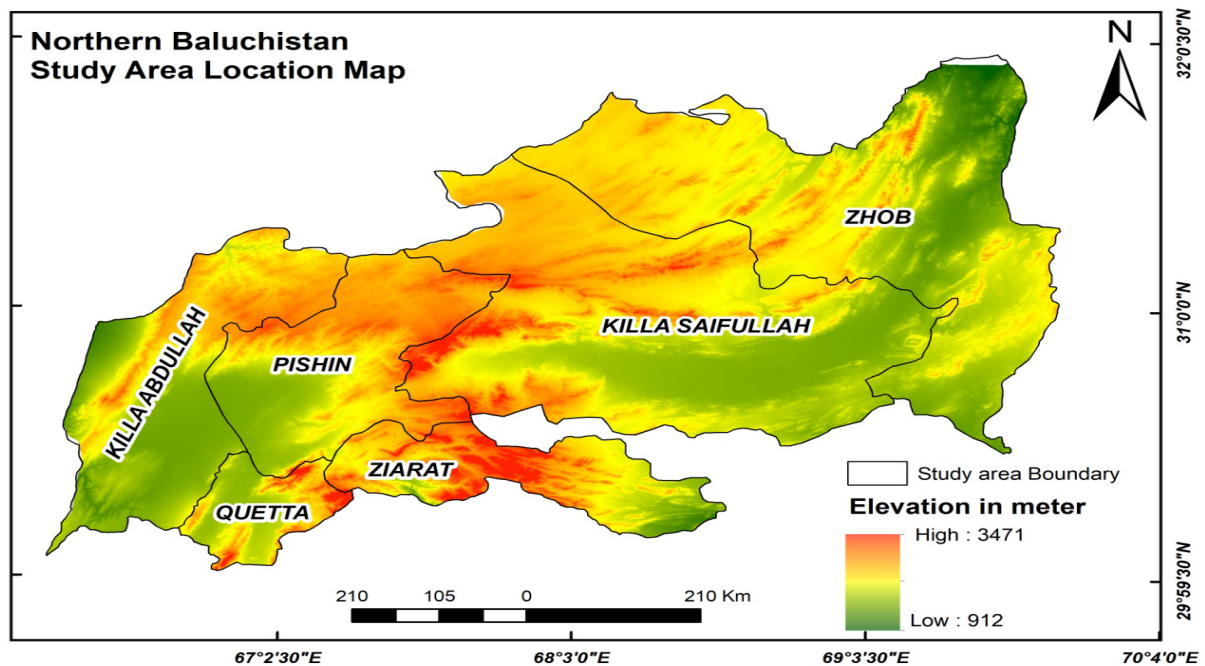 Northern Baluchistan
Study Area Location Map
N
32°0'30"N
ZHOB
31°0'0"N
KILLA SAIFULLAH
KILLA ABDULLAH
PISHIN
ZIARAT
QUETTA
Study area Boundary
Elevation in meter
High : 3471
Low : 912
29°59'30"N
210 105 0 210 Km
67°2'30"E 68°3'0"E 69°3'30"E 70°4'0"E